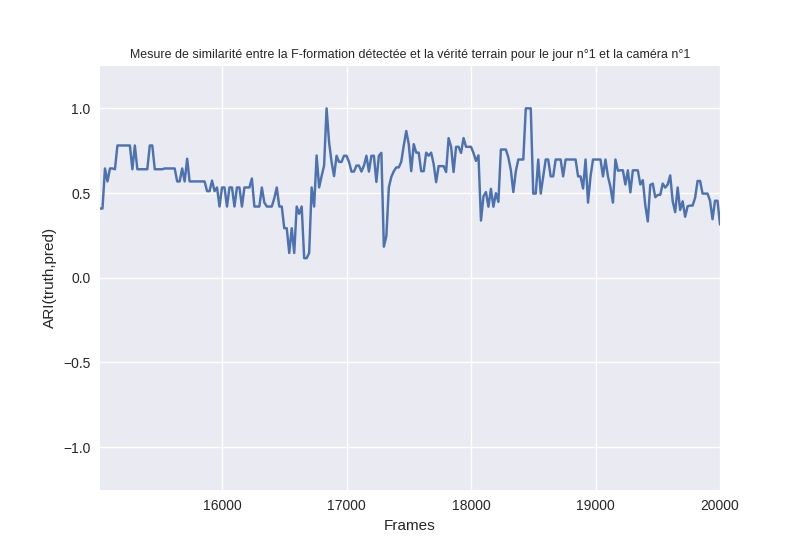 Mesure de similarité entre la F-formation détectée et la vérité terrain pour le jour n°1 et la caméra n°1
1.0
0.5
0.0
−0.5
−1.0
ARI(truth,pred)
16000 17000 18000 19000 20000
Frames